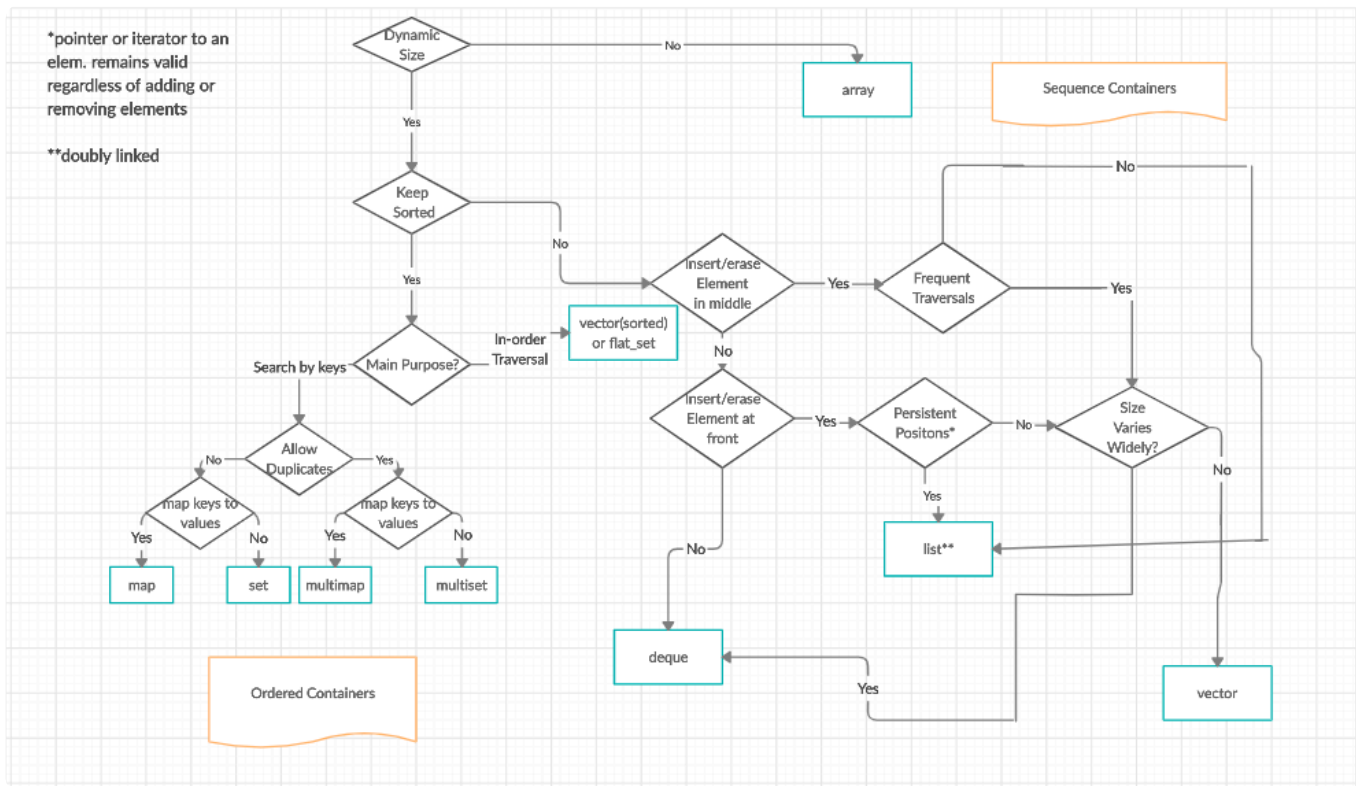 *pointer or iterator to an
elem. remains valid
regardless of adding or
removing elements
**doubly linked
Dynamic
Size
No
array
Sequence Containers
Yes
Keep
Sorted
No
Yes
Insert/erase
Element
in middle
Yes
Frequent
Traversals
No
Yes
Main Purpose?
In-order
Traversal
vector(sorted)
or flat_set
Search by keys
No
Insert/erase
Element at
front
Yes
Persistent
Positons*
No
Size
Varies
Widely?
No
Yes
Allow
Duplicates
No
Yes
map keys to
values
map keys to
values
Yes
No
Yes
No
map
set
multimap
multiset
list**
No
deque
Yes
vector
Ordered Containers